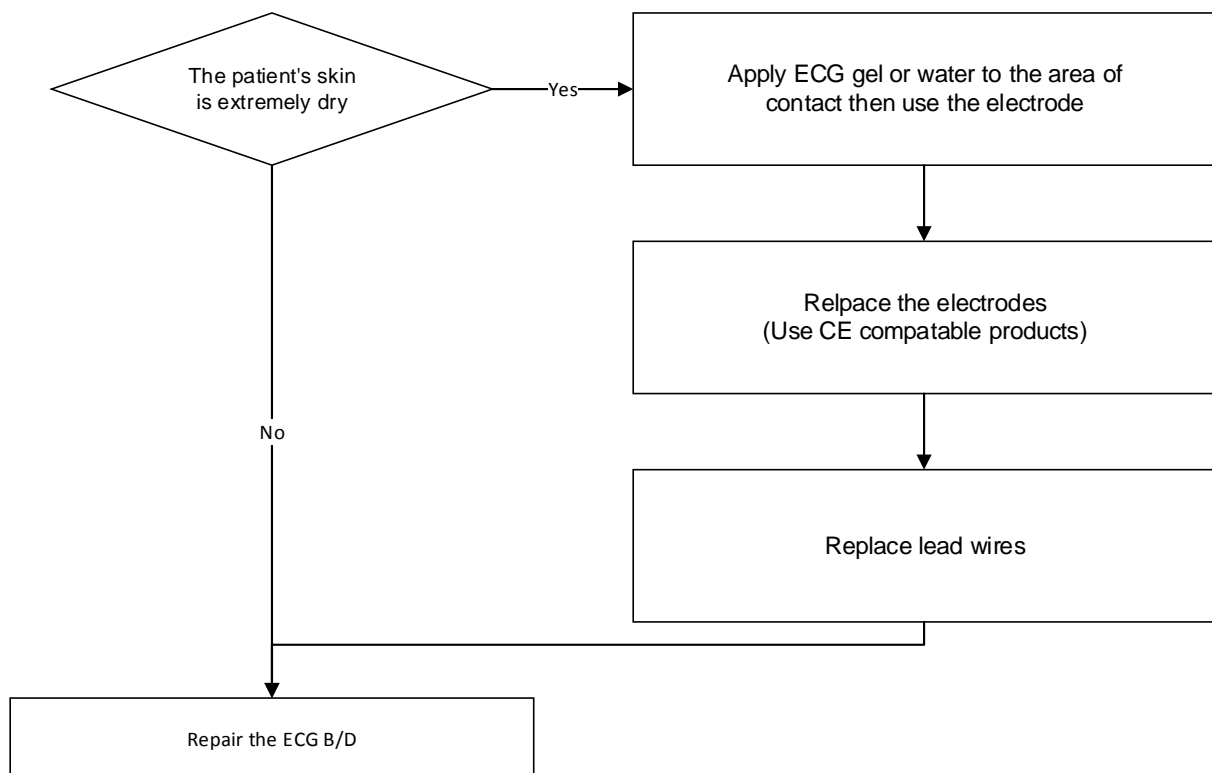 The patient's skin
is extremely dry
Yes
Apply ECG gel or water to the area of
contact then use the electrode
Relpace the electrodes
(Use CE compatable products)
No
Replace lead wires
Repair the ECG B/D